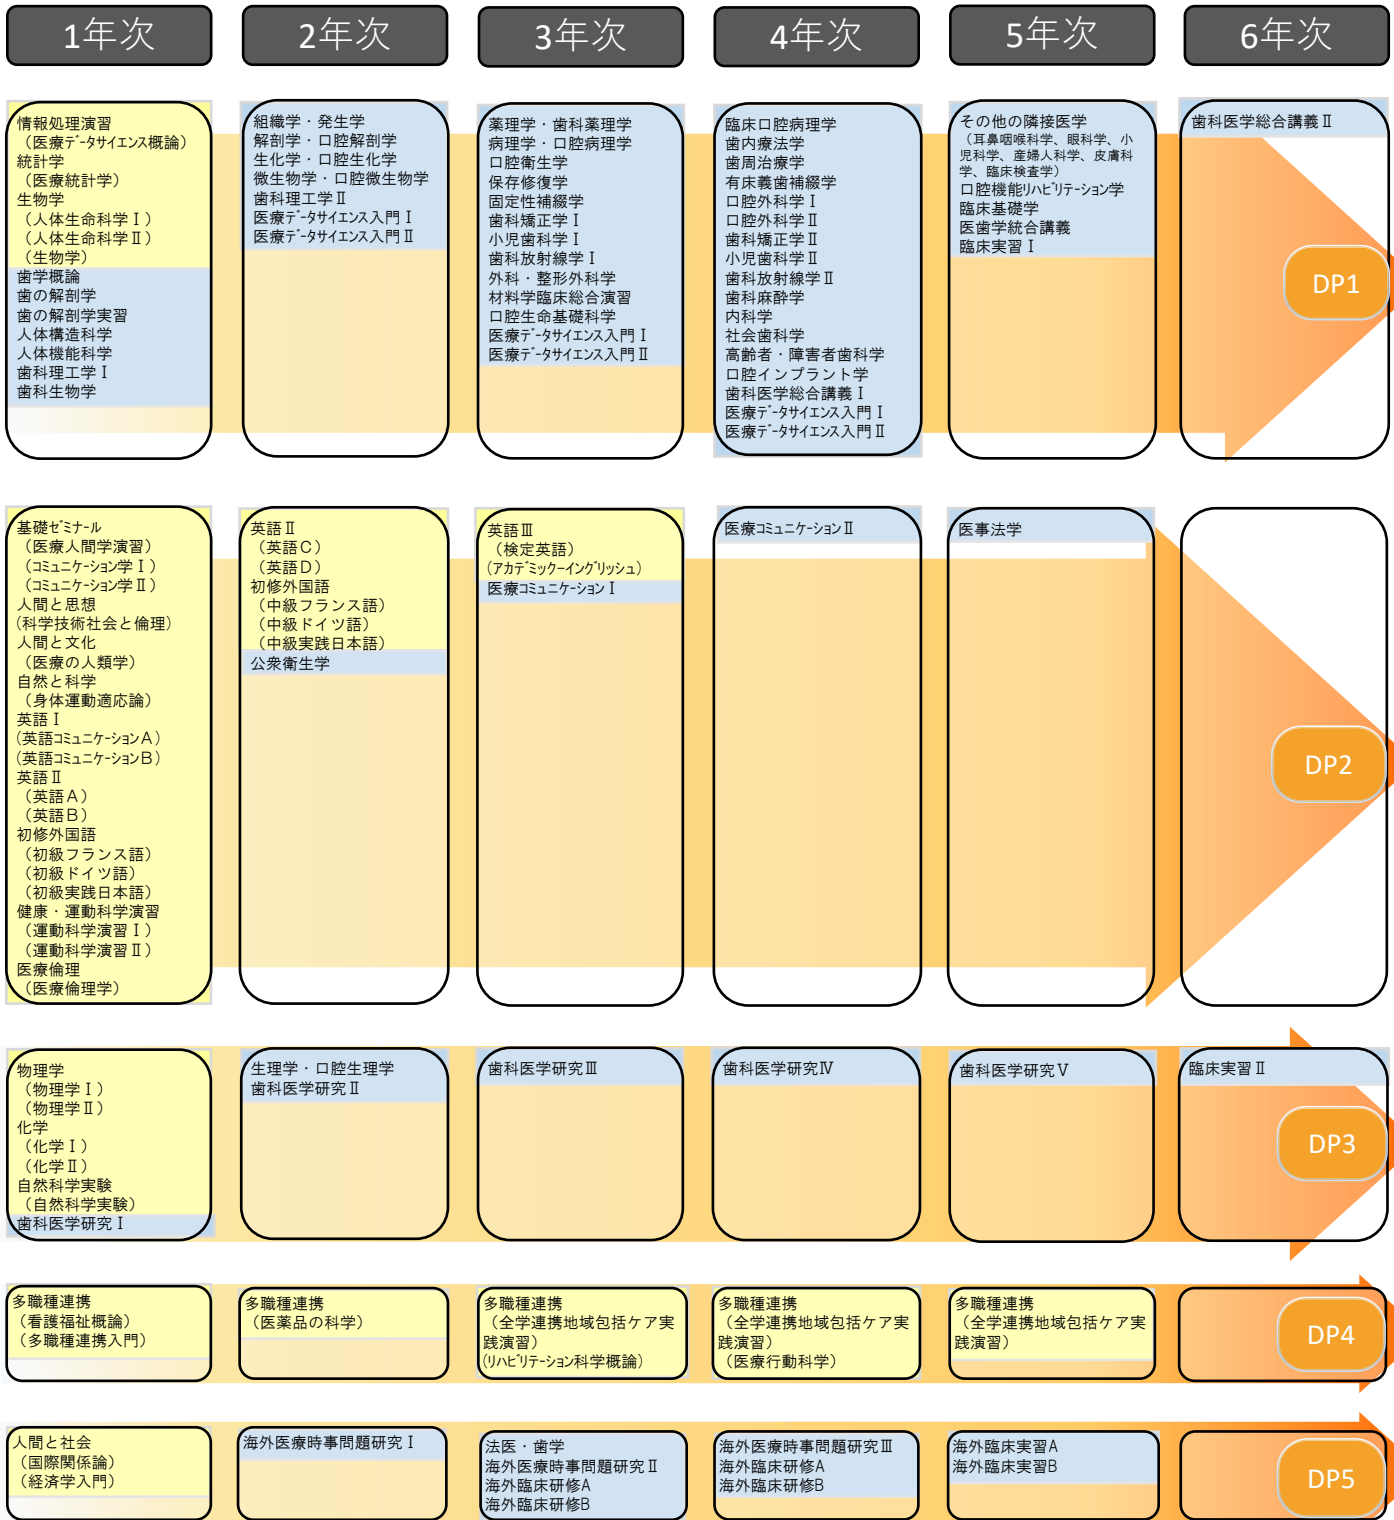 1年次
2年次
3年次
4年次
5年次
6年次
情報処理演習
（医療データサイエンス概論）
統計学
（医療統計学）
生物学
（人体生命科学Ⅰ）
（人体生命科学Ⅱ）
（生物学）
歯学概論
歯の解剖学
歯の解剖学実習
人体構造科学
人体機能科学
歯科理工学Ⅰ
歯科生物学
組織学・発生学
解剖学・口腔解剖学
生化学・口腔生化学
微生物学・口腔微生物学
歯科理工学Ⅱ
医療データサイエンス入門Ⅰ
医療データサイエンス入門Ⅱ
薬理学・歯科薬理学
病理学・口腔病理学
口腔衛生学
保存修復学
固定性補綴学
歯科矯正学Ⅰ
小児歯科学Ⅰ
歯科放射線学Ⅰ
外科・整形外科学
材料学臨床総合演習
口腔生命基礎科学
医療データサイエンス入門Ⅰ
医療データサイエンス入門Ⅱ
臨床口腔病理学
歯内療法学
歯周治療学
有床義歯補綴学
口腔外科学Ⅰ
口腔外科学Ⅱ
歯科矯正学Ⅱ
小児歯科学Ⅱ
歯科放射線学Ⅱ
歯科麻酔学
内科学
社会歯科学
高齢者・障害者歯科学
口腔インプラント学
歯科医学総合講義Ⅰ
医療データサイエンス入門Ⅰ
医療データサイエンス入門Ⅱ
その他の隣接医学
（耳鼻咽喉科学、眼科学、小
児科学、産婦人科学、皮膚科
学、臨床検査学）
口腔機能リハビリテーション学
臨床基礎学
医歯学統合講義
臨床実習Ⅰ
歯科医学総合講義Ⅱ
DP1
基礎ゼミナール
（医療人間学演習）
（コミュニケーション学Ⅰ）
（コミュニケーション学Ⅱ）
人間と思想
（科学技術社会と倫理）
人間と文化
（医療の人類学）
自然と科学
（身体運動適応論）
英語Ⅰ
（英語コミュニケーションA）
（英語コミュニケーションB）
英語Ⅱ
（英語A）
（英語B）
初修外国語
（初級フランス語）
（初級ドイツ語）
（初級実践日本語）
健康・運動科学演習
（運動科学演習Ⅰ）
（運動科学演習Ⅱ）
医療倫理
（医療倫理学）
英語Ⅱ
（英語C）
（英語D）
初修外国語
（中級フランス語）
（中級ドイツ語）
（中級実践日本語）
公衆衛生学
英語Ⅲ
（検定英語）
（アカデミックーイングリッシュ）
医療コミュニケーションⅠ
医療コミュニケーションⅡ
医事法学
DP2
物理学
（物理学Ⅰ）
（物理学Ⅱ）
化学
（化学Ⅰ）
（化学Ⅱ）
自然科学実験
（自然科学実験）
歯科医学研究Ⅰ
生理学・口腔生理学
歯科医学研究Ⅱ
歯科医学研究Ⅲ
歯科医学研究Ⅳ
歯科医学研究Ⅴ
臨床実習Ⅱ
DP3
多職種連携
（看護福祉概論）
（多職種連携入門）
多職種連携
（医薬品の科学）
多職種連携
（全学連携地域包括ケア実
践演習）
（リハビリテーション科学概論）
多職種連携
（全学連携地域包括ケア実
践演習）
（医療行動科学）
多職種連携
（全学連携地域包括ケア実
践演習）
DP4
人間と社会
（国際関係論）
（経済学入門）
海外医療時事問題研究Ⅰ
法医・歯学
海外医療時事問題研究Ⅱ
海外臨床研修A
海外臨床研修B
海外医療時事問題研究Ⅲ
海外臨床研修A
海外臨床研修B
海外臨床実習A
海外臨床実習B
DP5